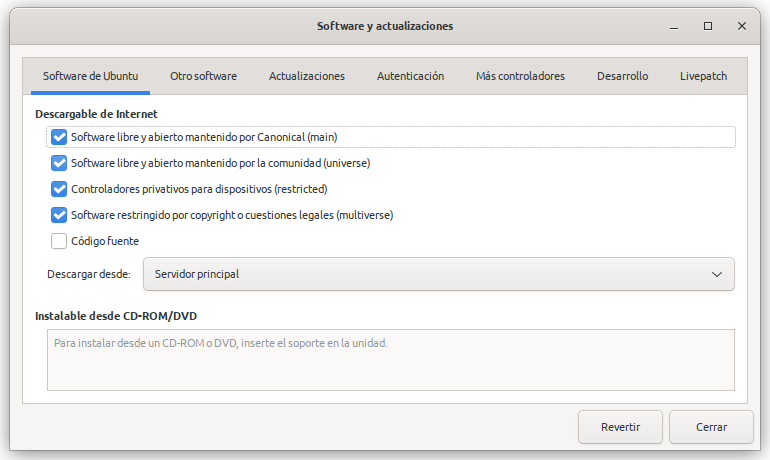 Software y actualizaciones
Software de Ubuntu Otro software Actualizaciones Autenticación Más controladores Desarrollo Livepatch
Descargable de Internet
Software libre y abierto mantenido por Canonical (main)
Software libre y abierto mantenido por la comunidad (universe)
Controladores privativos para dispositivos (restricted)
Software restringido por copyright o cuestiones legales (multiverse)
Código fuente
Descargar desde: Servidor principal
Instalable desde CD-ROM/DVD
Para instalar desde un CD-ROM o DVD, inserte el soporte en la unidad.
Revertir Cerrar